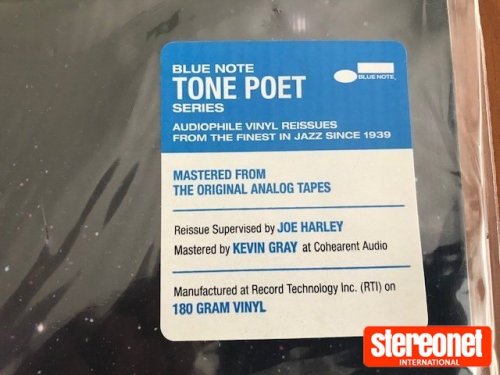 BLUE NOTE
TONE POET
SERIES
BLUE NOTE
AUDIOPHILE VINYL REISSUES
FROM THE FINEST IN JAZZ SINCE 1939
MASTERED FROM
THE ORIGINAL ANALOG TAPES
Reissue Supervised by JOE HARLEY
Mastered by KEVIN GRAY at Cohearent Audio
Manufactured at Record Technology Inc. (RTI) on
180 GRAM VINYL
stereonet
INTERNATIONAL